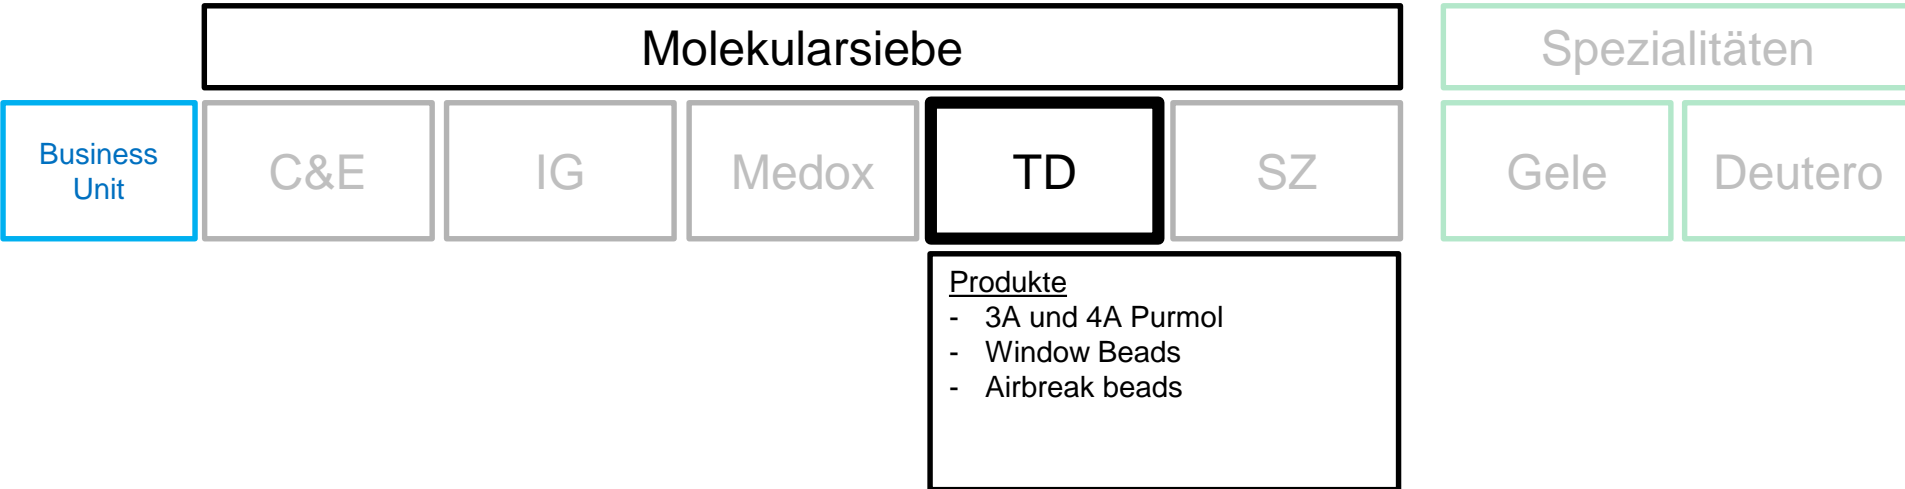 Molekularsiebe
Spezialitäten
Business
Unit
C&E
IG
Medox
TD
SZ
Gele
Deutero
Produkte
- 3A und 4A Purmol
- Window Beads
- Airbreak beads